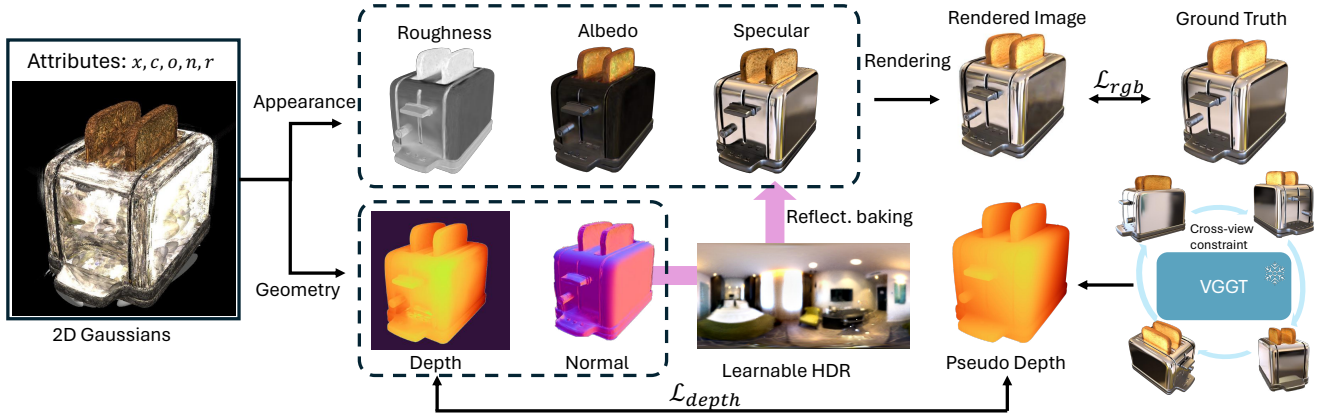 Attributes: x, c, o, n, r
2D Gaussians
Appearance
Geometry
Roughness
Albedo
Specular
Rendering
Rendered Image
Ground Truth
ℒ_rgb
Reflect. baking
Depth
Normal
Learnable HDR
Pseudo Depth
Cross-view
constraint
VGGT
ℒ_depth